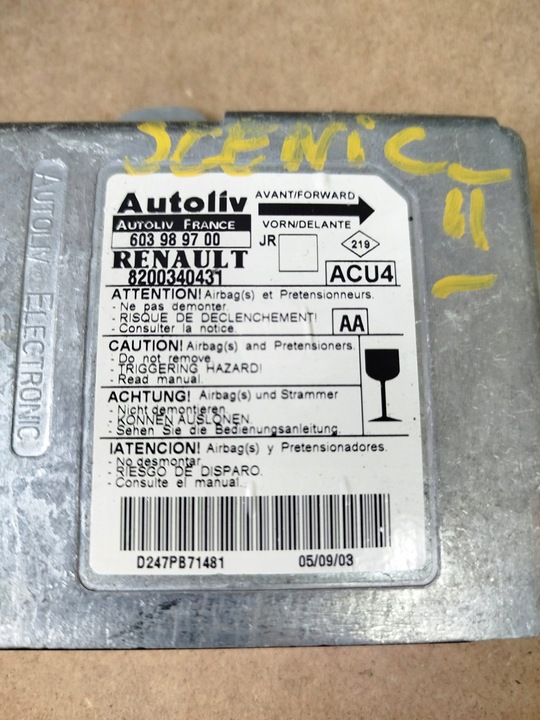 SCENiC
II
AUTOLIV ELECTRONIC
Autoliv
AVANT/FORWARD
AUTOLIV FRANCE
VORN/DELANTE
603 98 97 00
JR
219
RENAULT
8200340431
ACU4
ATTENTION! Airbag(s) et Pretensionneurs.
- Ne pas demonter.
- RISQUE DE DECLENCHEMENT!
- Consulter la notice.
AA
CAUTION! Airbag(s) and Pretensioners.
- Do not remove.
- TRIGGERING HAZARD!
- Read manual.
ACHTUNG! Airbag(s) und Strammer
- Nicht demontieren.
- KONNEN AUSLONEN
- Sehen Sie die Bedienungsanleitung.
IATENCION! Airbag(s) y Pretensionadores.
- No desmontar
- RIESGO DE DISPARO.
- Consulte el manual.
D247PB71481
05/09/03